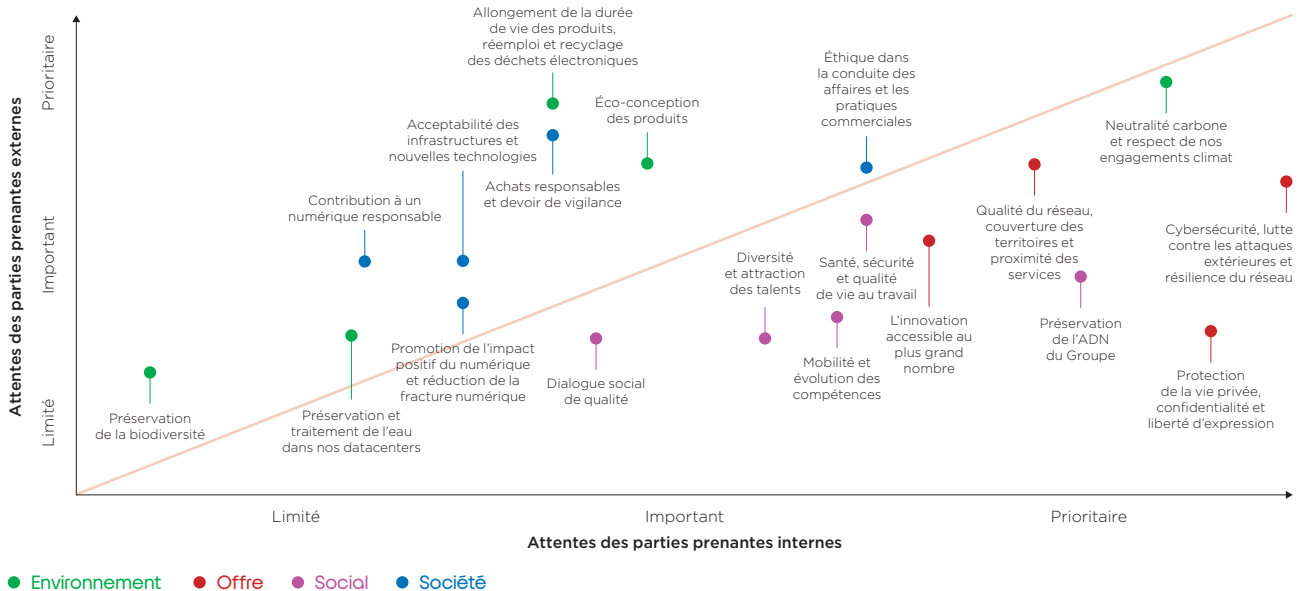 Attentes des parties prenantes externes
Prioritaire
Important
Limité
Allongement de la durée
de vie des produits,
réemploi et recyclage
des déchets électroniques
Éco-conception
des produits
Éthique dans
la conduite des
affaires et les
pratiques
commerciales
Acceptabilité des
infrastructures et
nouvelles technologies
Neutralité carbone
et respect de nos
engagements climat
Achats responsables
et devoir de vigilance
Contribution à un
numérique responsable
Qualité du réseau,
couverture des
territoires et
proximité des
services
Cybersécurité, lutte
contre les attaques
extérieures et
résilience du réseau
Diversité
et attraction
des talents
Santé, sécurité
et qualité
de vie au travail
L'innovation
accessible au
plus grand
nombre
Préservation
de l'ADN
du Groupe
Promotion de l'impact
positif du numérique
et réduction de la
fracture numérique
Mobilité et
évolution des
compétences
Dialogue social
de qualité
Protection
de la vie privée,
confidentialité et
liberté d'expression
Préservation
de la biodiversité
Préservation et
traitement de l'eau
dans nos datacenters
Limité
Important
Prioritaire
Attentes des parties prenantes internes
Environnement
Offre
Social
Société